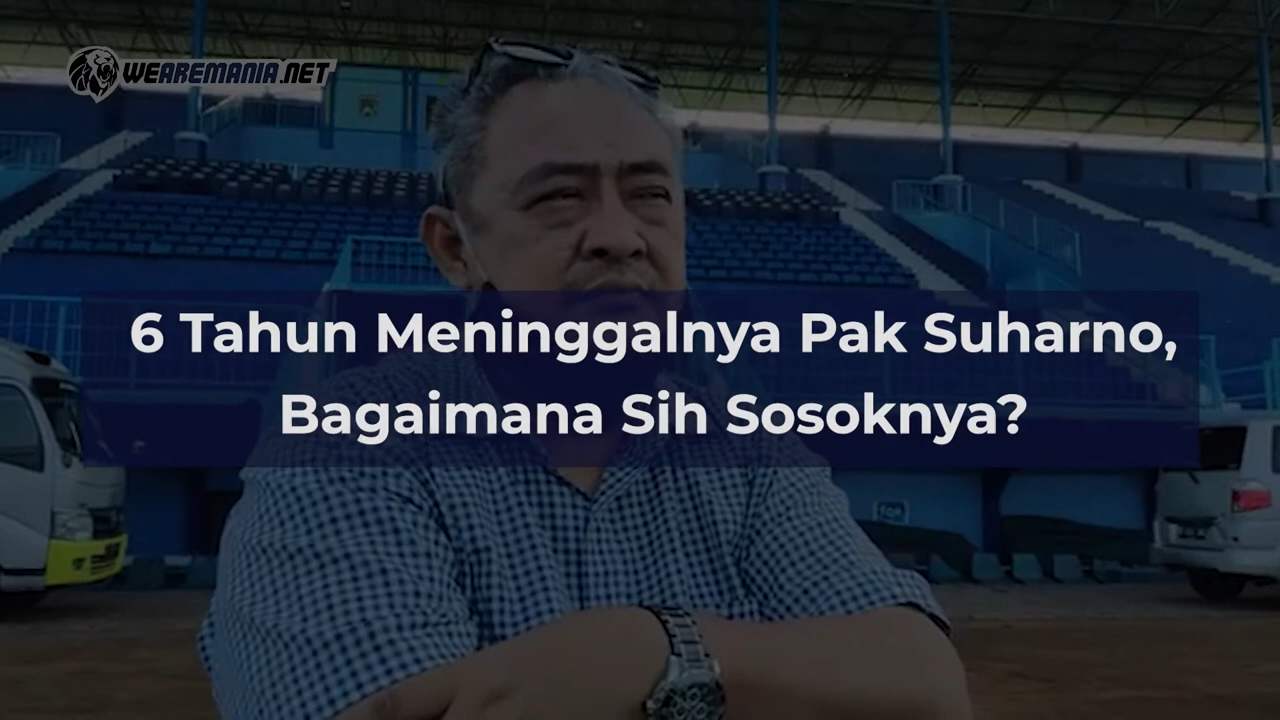 WEAREMANIA.NET
6 Tahun Meninggalnya Pak Suharno,
Bagaimana Sih Sosoknya?